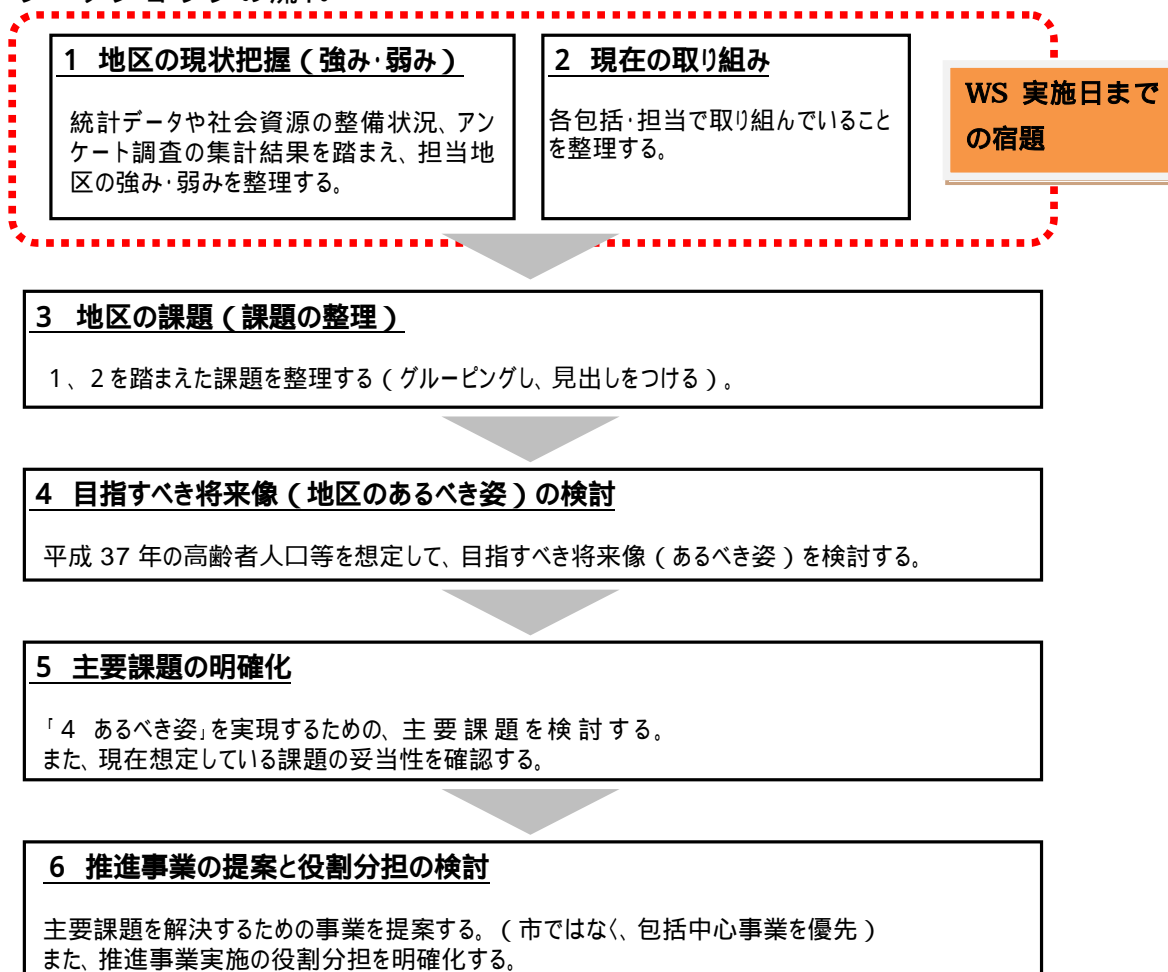 1 地区の現状把握（強み･弱み）
統計データや社会資源の整備状況、アン
ケート調査の集計結果を踏まえ、担当地
区の強み･弱みを整理する。
2 現在の取り組み
各包括･担当で取り組んでいること
を整理する。
WS 実施日まで
の宿題
3 地区の課題（課題の整理）
1、2を踏まえた課題を整理する（グルーピングし、見出しをつける）。
4 目指すべき将来像（地区のあるべき姿）の検討
平成 37 年の高齢者人口等を想定して、目指すべき将来像（あるべき姿）を検討する。
5 主要課題の明確化
「4 あるべき姿」を実現するための、主要課題を検討する。
また、現在想定している課題の妥当性を確認する。
6 推進事業の提案と役割分担の検討
主要課題を解決するための事業を提案する。（市ではなく、包括中心事業を優先）
また、推進事業実施の役割分担を明確化する。